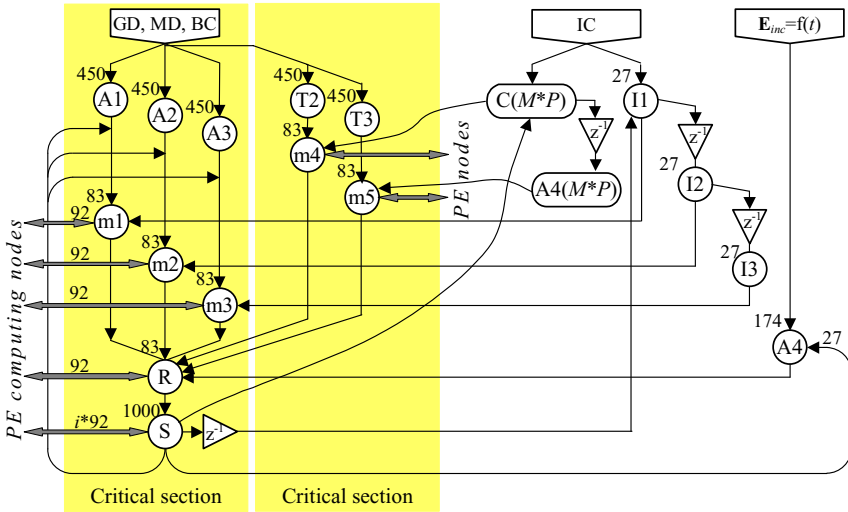 GD, MD, BC
IC
E_inc=f(t)
450
450
450
450
450
27
A1
A2
A3
T2
T3
C(M*P)
I1
z⁻¹
z⁻¹
83
m4
83
m5
A4(M*P)
27
I2
z⁻¹
27
I3
PE nodes
PE computing nodes
83
92
m1
83
92
m2
83
92
m3
174
A4
27
83
92
R
1000
i*92
S
z⁻¹
Critical section
Critical section